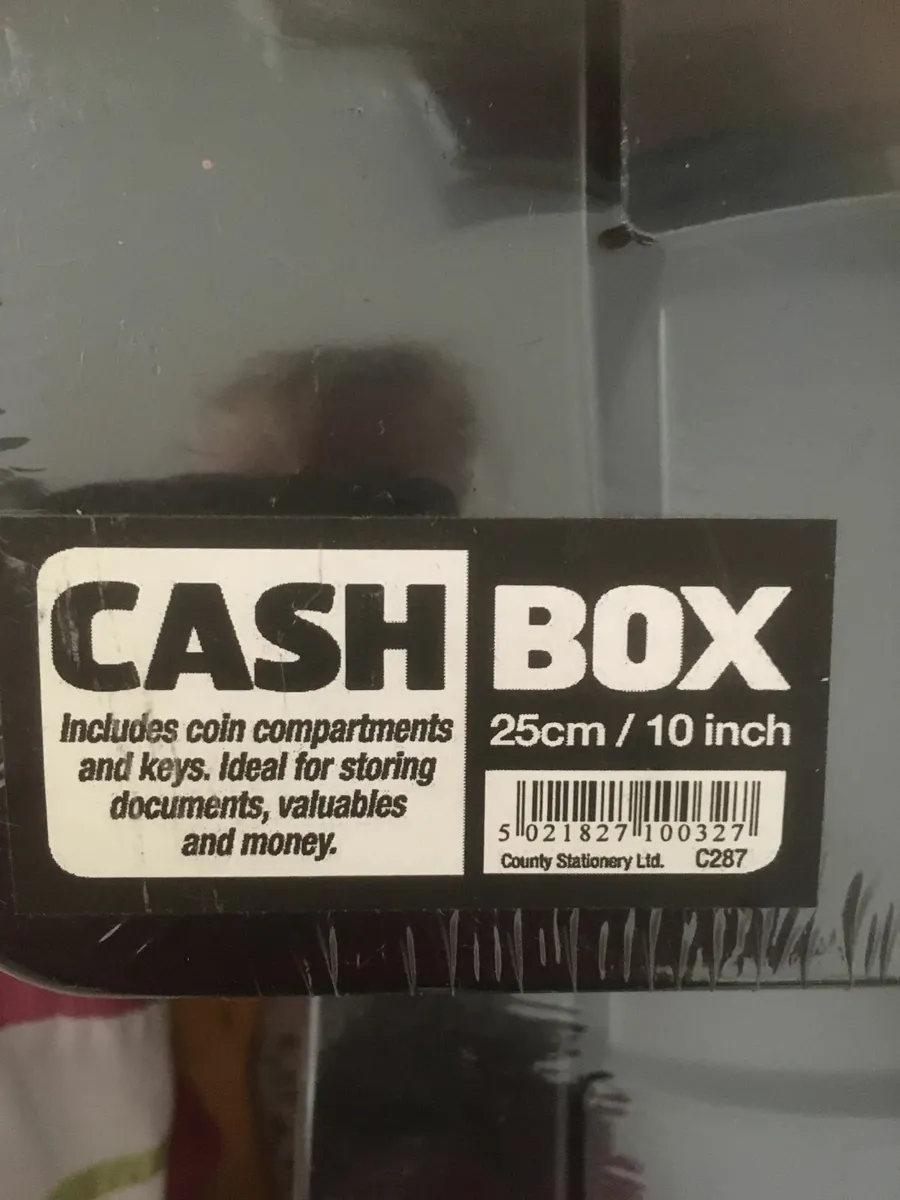 CASH BOX
Includes coin compartments
and keys. Ideal for storing
documents, valuables
and money.
25cm / 10 inch
5 021827 100327
County Stationery Ltd. C287